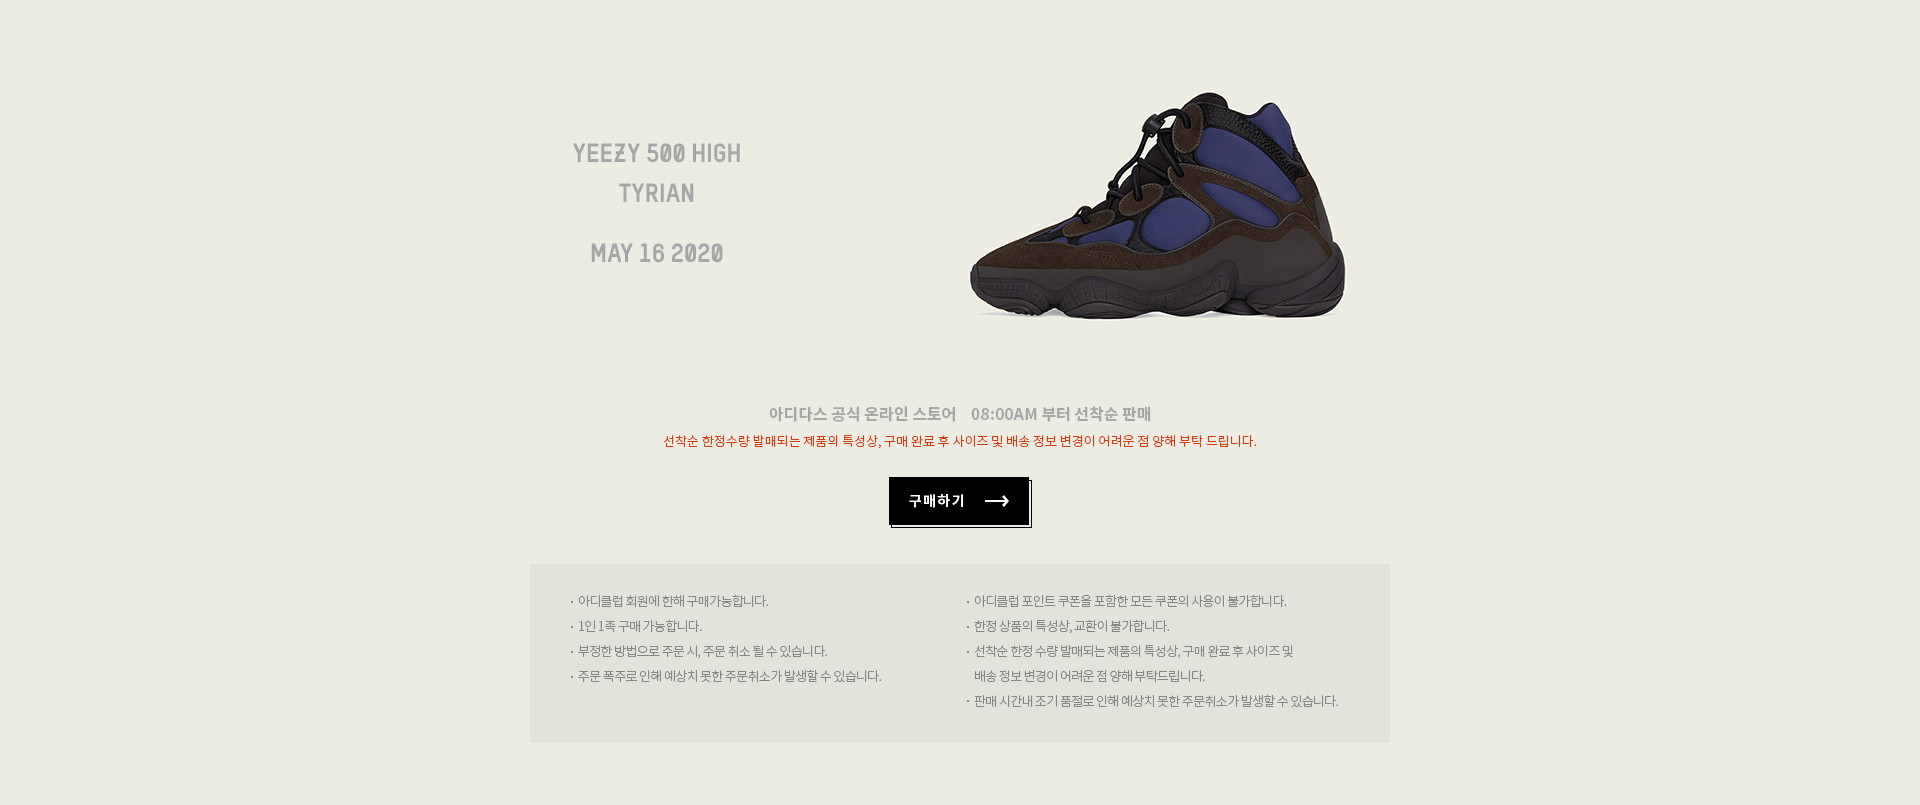 YEEZY 500 HIGH
TYRIAN
MAY 16 2020
아디다스 공식 온라인 스토어 08:00AM 부터 선착순 판매
선착순 한정수량 발매되는 제품의 특성상, 구매 완료 후 사이즈 및 배송 정보 변경이 어려운 점 양해 부탁 드립니다.
구매하기 →
· 아디클럽 회원에 한해 구매가능합니다.
· 1인 1족 구매 가능합니다.
· 부정한 방법으로 주문 시, 주문 취소 될 수 있습니다.
· 주문 폭주로 인해 예상치 못한 주문취소가 발생할 수 있습니다.
· 아디클럽 포인트 쿠폰을 포함한 모든 쿠폰의 사용이 불가합니다.
· 한정 상품의 특성상, 교환이 불가합니다.
· 선착순 한정 수량 발매되는 제품의 특성상, 구매 완료 후 사이즈 및
배송 정보 변경이 어려운 점 양해 부탁드립니다.
· 판매 시간내 조기 품절로 인해 예상치 못한 주문취소가 발생할 수 있습니다.